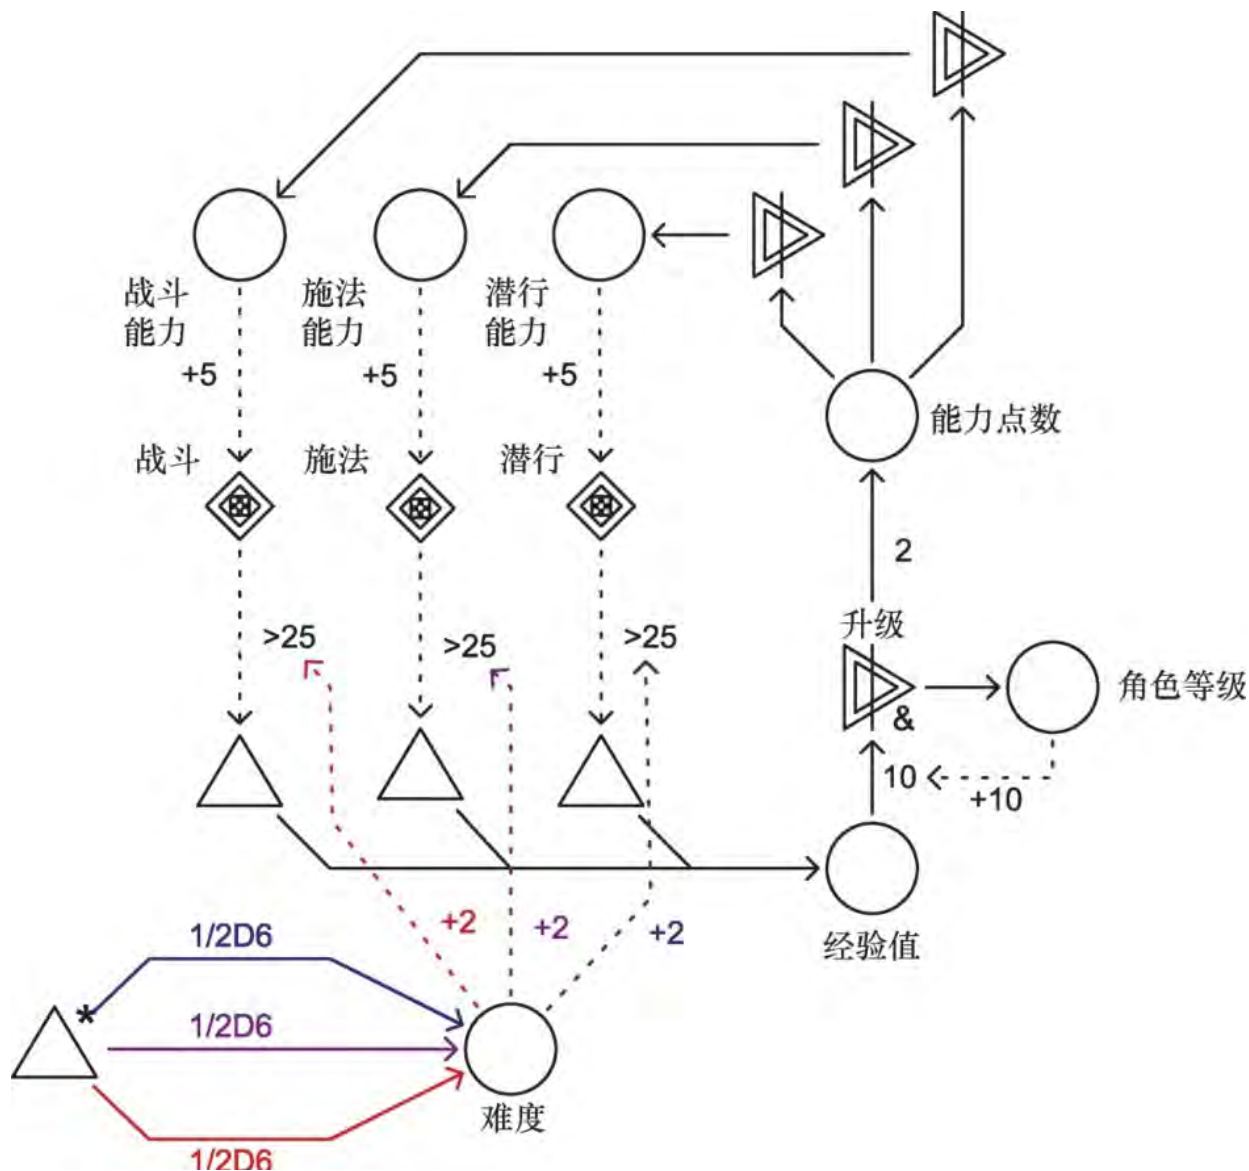 战斗
能力
施法
能力
潜行
能力
+5
+5
+5
能力点数
战斗
施法
潜行
2
升级
>25
>25
>25
角色等级
&
10
+10
+2
+2
+2
经验值
1/2D6
*
1/2D6
难度
1/2D6